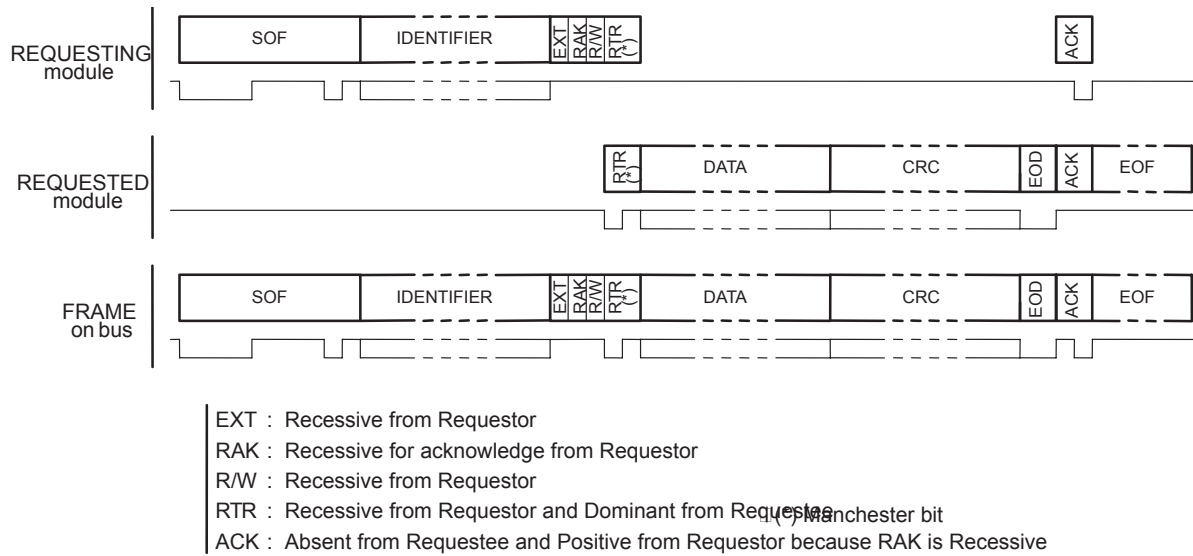 SOF IDENTIFIER EXT RAK R/W RTR (*) ACK
REQUESTING
module
RTR (*) DATA CRC EOD ACK EOF
REQUESTED
module
SOF IDENTIFIER EXT RAK R/W RTR (*) DATA CRC EOD ACK EOF
FRAME
on bus
EXT : Recessive from Requestor
RAK : Recessive for acknowledge from Requestor
R/W : Recessive from Requestor
RTR : Recessive from Requestor and Dominant from Requestee
(*) Manchester bit
ACK : Absent from Requestee and Positive from Requestor because RAK is Recessive